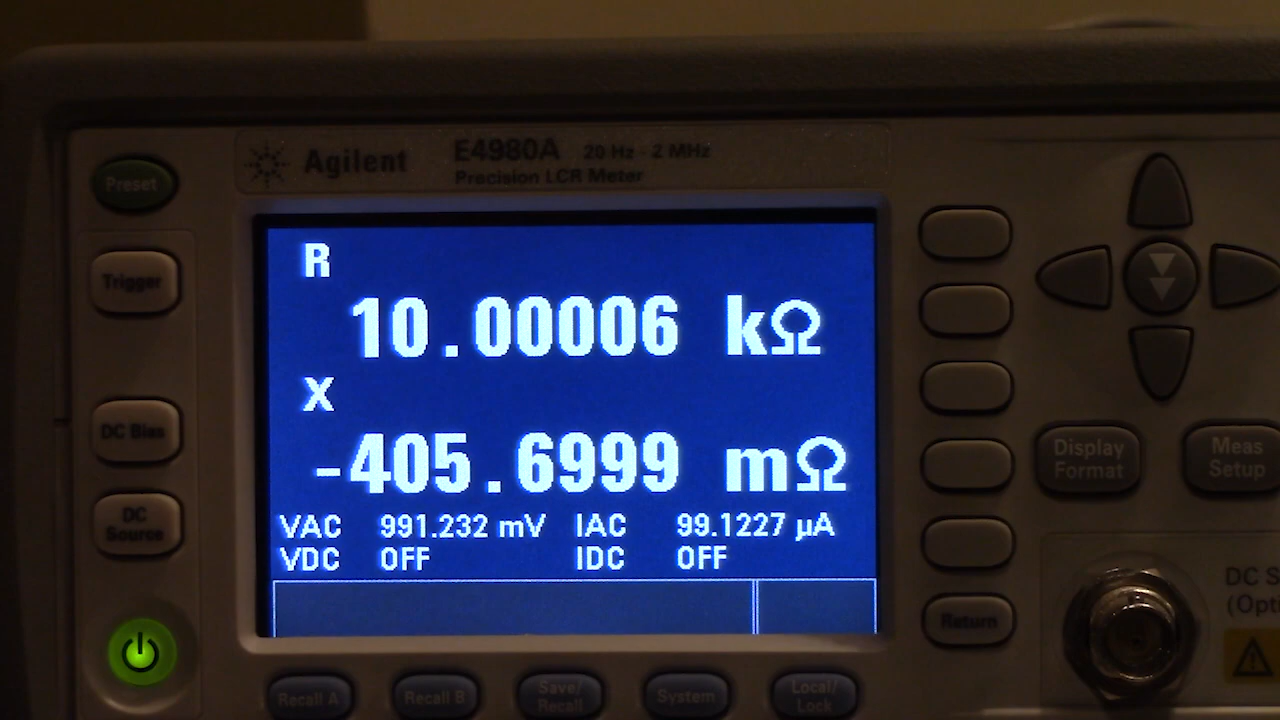 Agilent E4980A 20 Hz - 2 MHz
Precision LCR Meter
Preset
Trigger
DC Bias
DC
Source
R
10.00006 kΩ
X
-405.6999 mΩ
VAC 991.232 mV IAC 99.1227 µA
VDC OFF IDC OFF
Display
Format
Meas
Setup
Return
DC S
(Opt
Recall A
Recall B
Save/
Recall
System
Local/
Lock